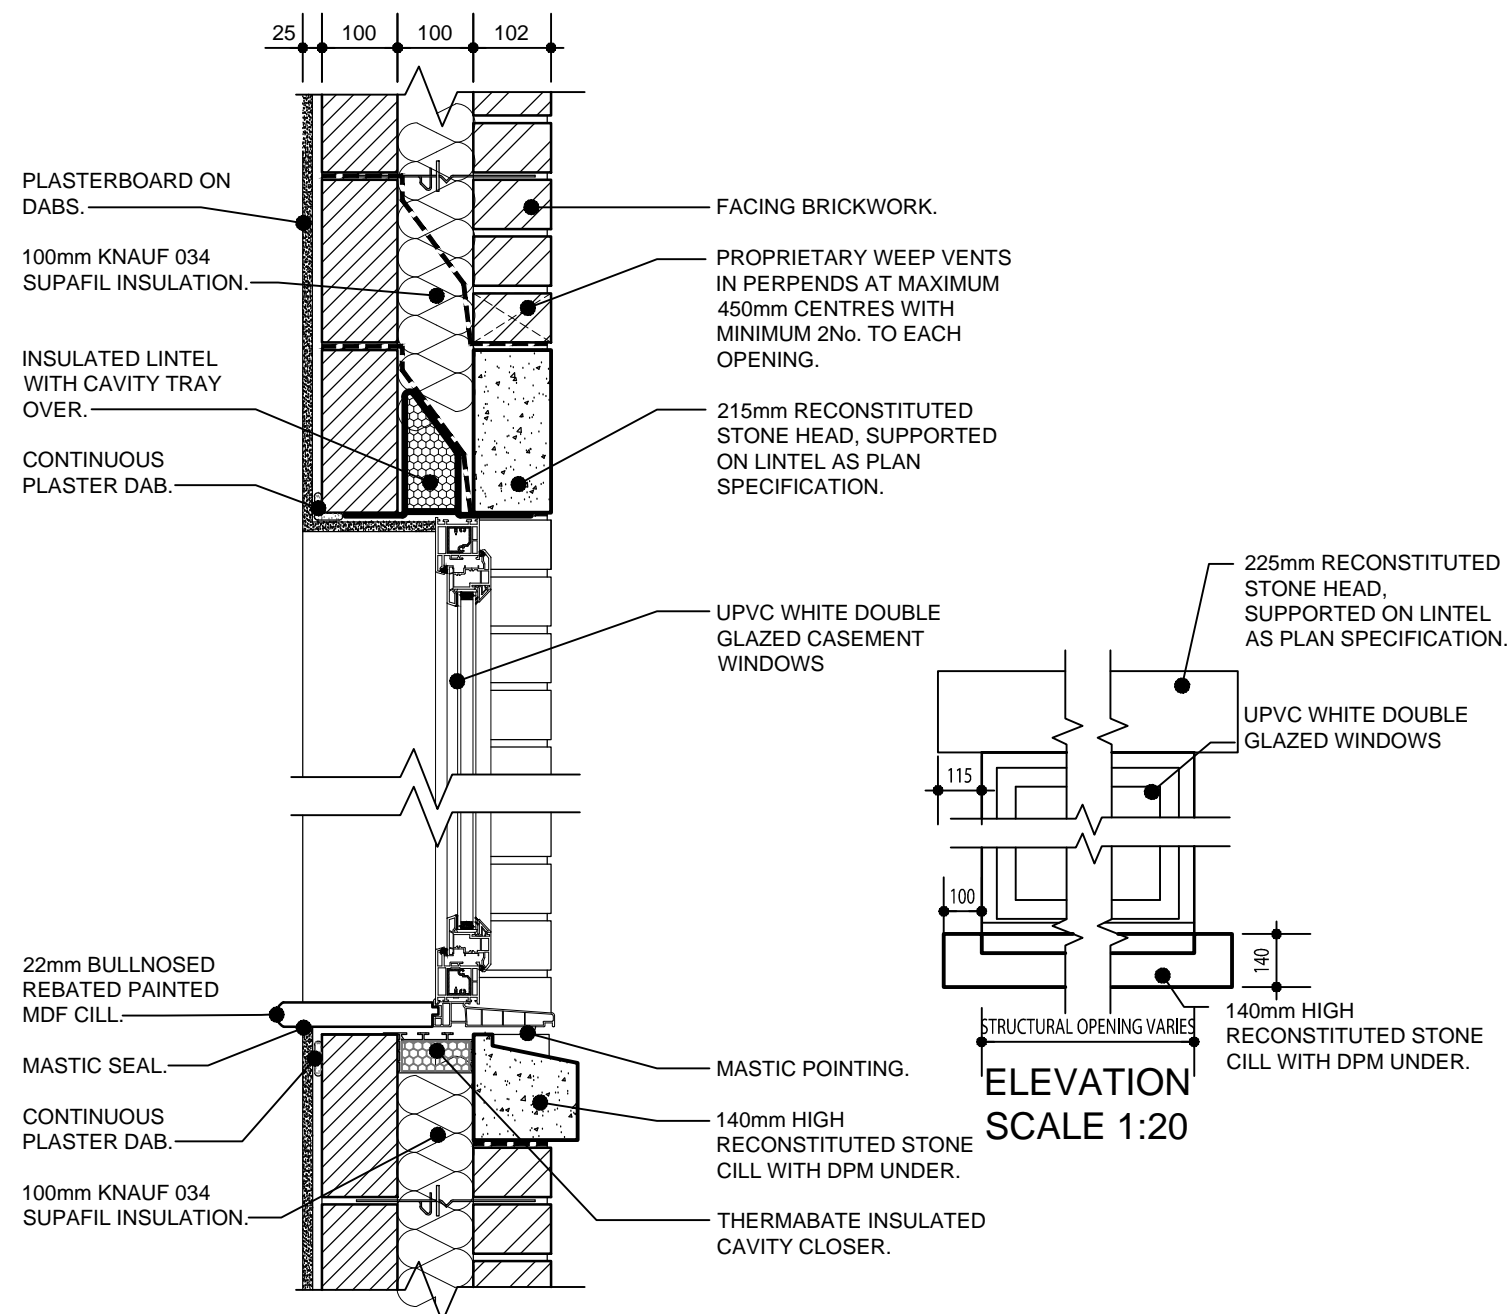 25
100
100
102
PLASTERBOARD ON
DABS.
100mm KNAUF 034
SUPAFIL INSULATION.
INSULATED LINTEL
WITH CAVITY TRAY
OVER.
CONTINUOUS
PLASTER DAB.
22mm BULLNOSED
REBATED PAINTED
MDF CILL.
MASTIC SEAL.
CONTINUOUS
PLASTER DAB.
100mm KNAUF 034
SUPAFIL INSULATION.
FACING BRICKWORK.
PROPRIETARY WEEP VENTS
IN PERPENDS AT MAXIMUM
450mm CENTRES WITH
MINIMUM 2No. TO EACH
OPENING.
215mm RECONSTITUTED
STONE HEAD, SUPPORTED
ON LINTEL AS PLAN
SPECIFICATION.
UPVC WHITE DOUBLE
GLAZED CASEMENT
WINDOWS
MASTIC POINTING.
140mm HIGH
RECONSTITUTED STONE
CILL WITH DPM UNDER.
THERMABATE INSULATED
CAVITY CLOSER.
225mm RECONSTITUTED
STONE HEAD,
SUPPORTED ON LINTEL
AS PLAN SPECIFICATION.
UPVC WHITE DOUBLE
GLAZED WINDOWS
115
100
140
140mm HIGH
RECONSTITUTED STONE
CILL WITH DPM UNDER.
STRUCTURAL OPENING VARIES
ELEVATION
SCALE 1:20